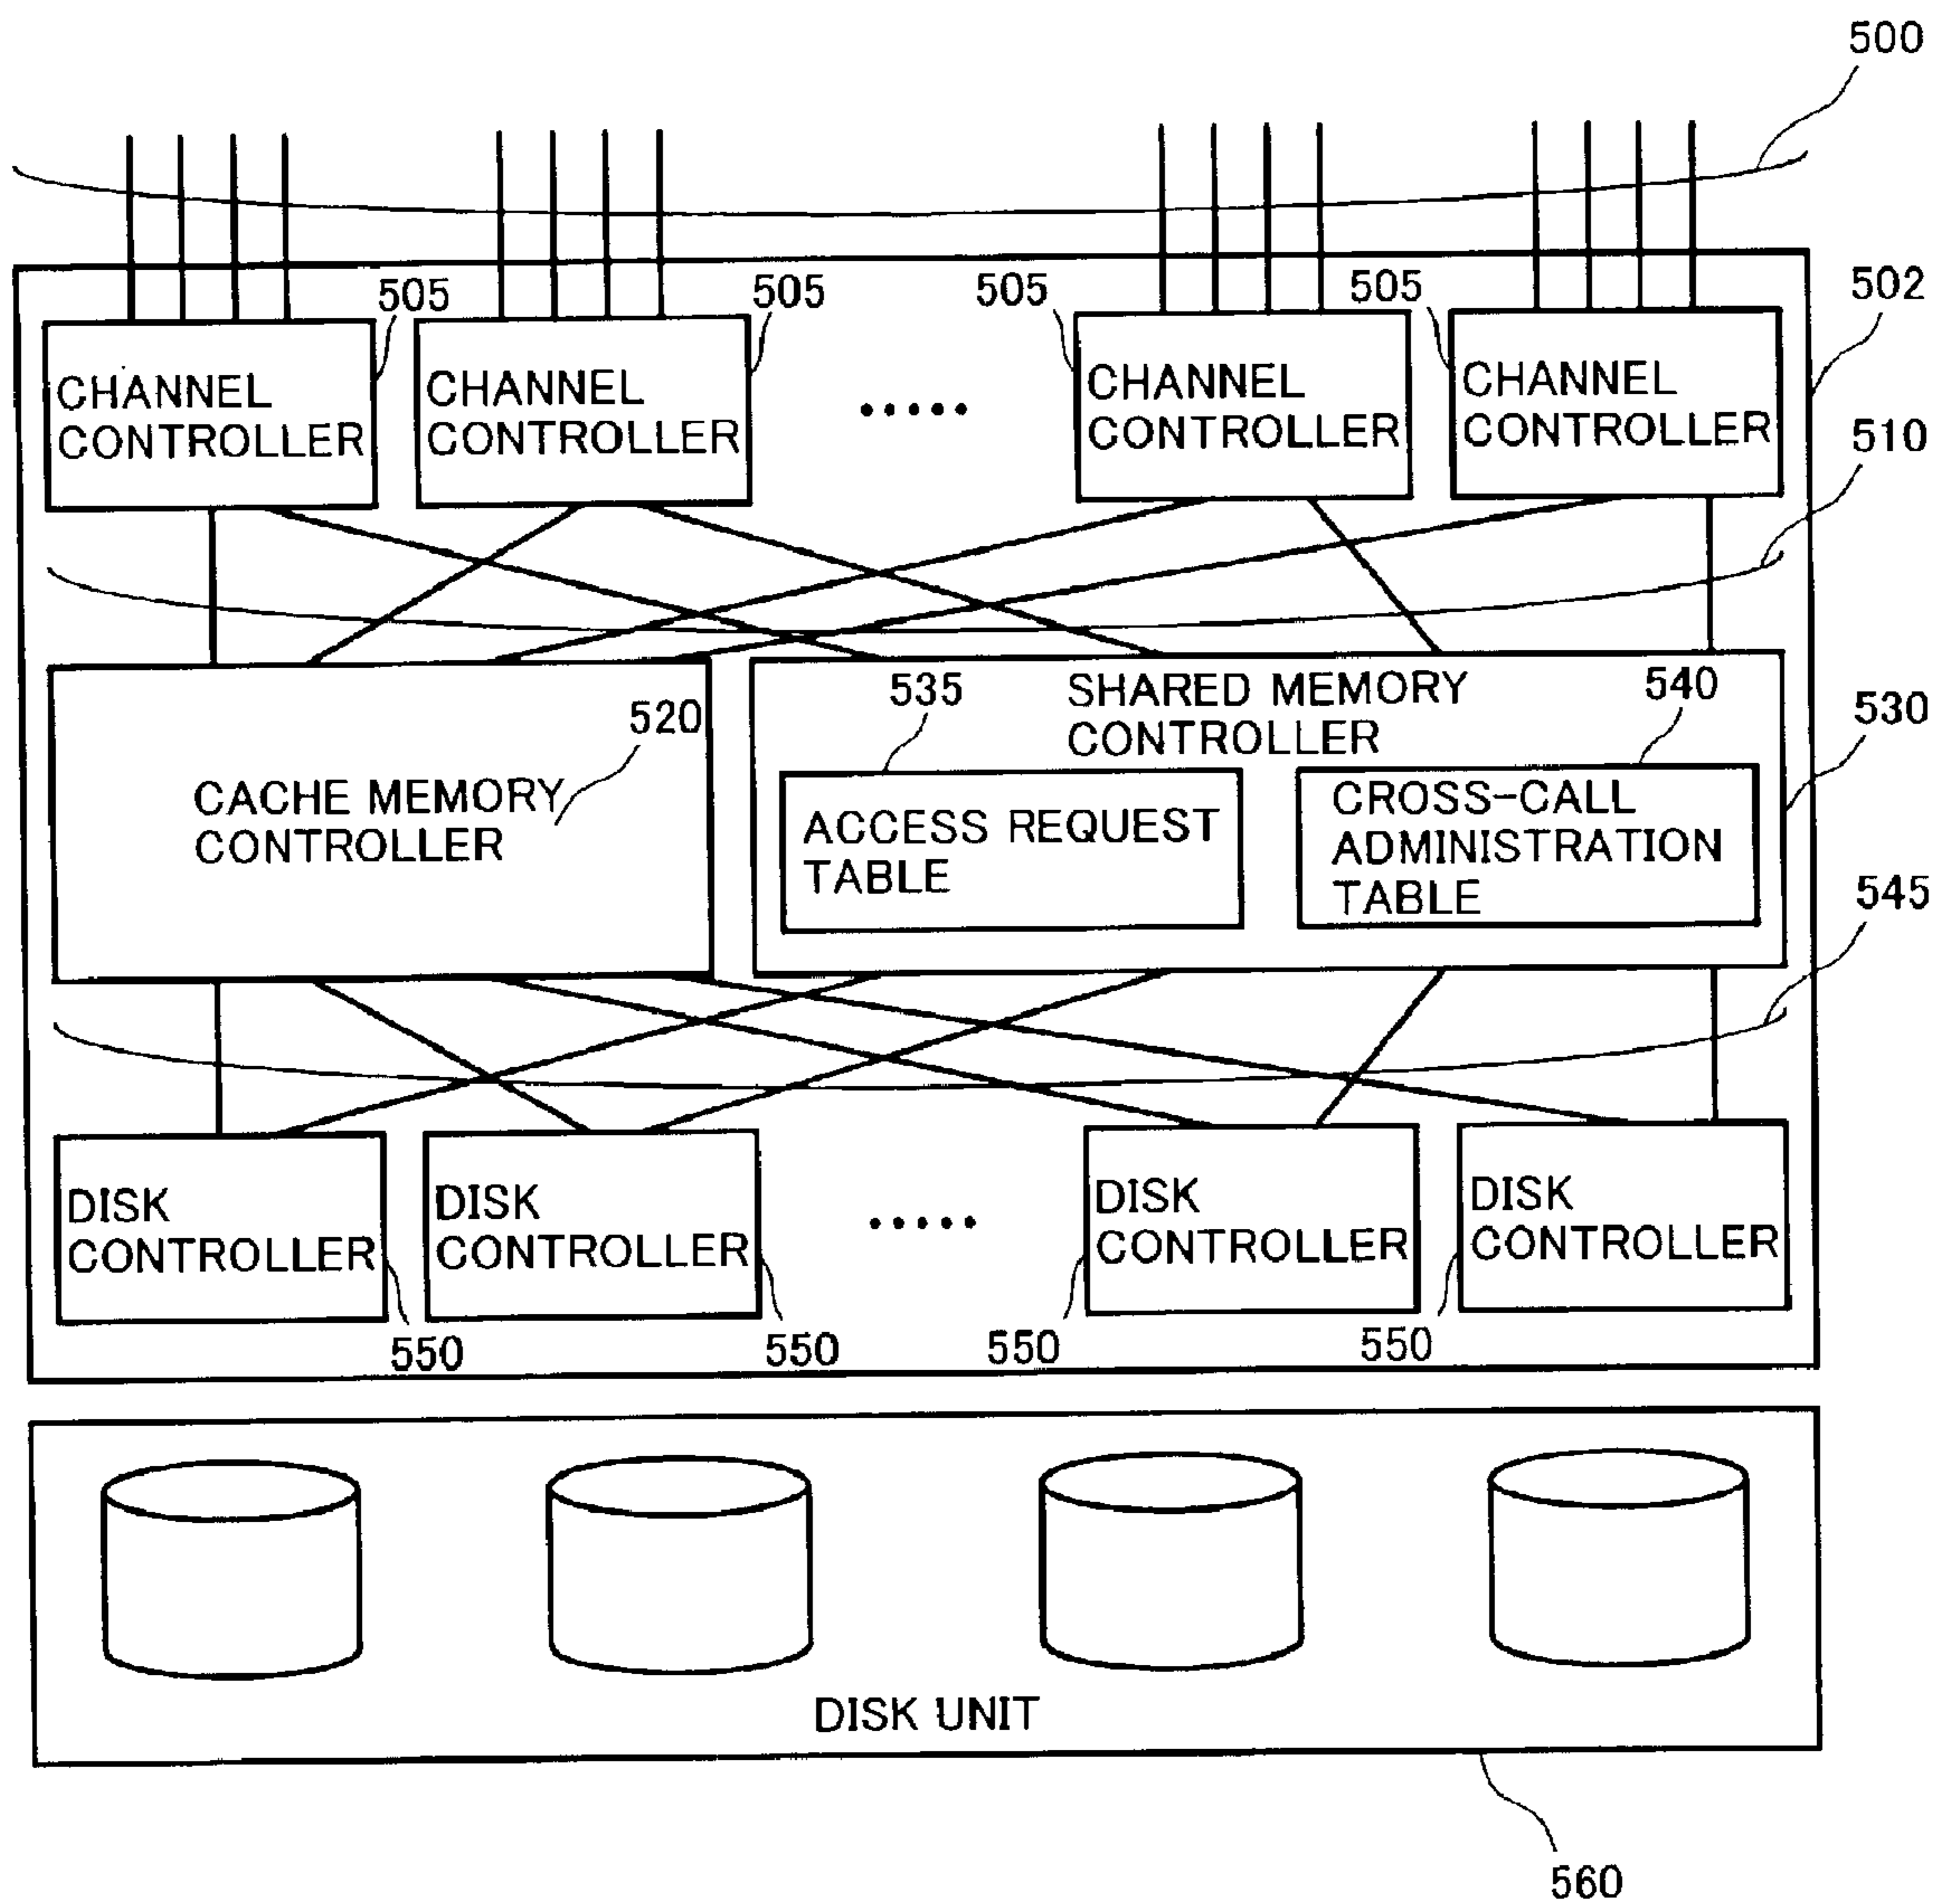 500
505
505
505
505
502
CHANNEL
CONTROLLER
CHANNEL
CONTROLLER
•••••
CHANNEL
CONTROLLER
CHANNEL
CONTROLLER
510
520
CACHE MEMORY
CONTROLLER
SHARED MEMORY
CONTROLLER
535
ACCESS REQUEST
TABLE
540
CROSS-CALL
ADMINISTRATION
TABLE
530
545
DISK
CONTROLLER
DISK
CONTROLLER
•••••
DISK
CONTROLLER
DISK
CONTROLLER
550
550
550
550
DISK UNIT
560